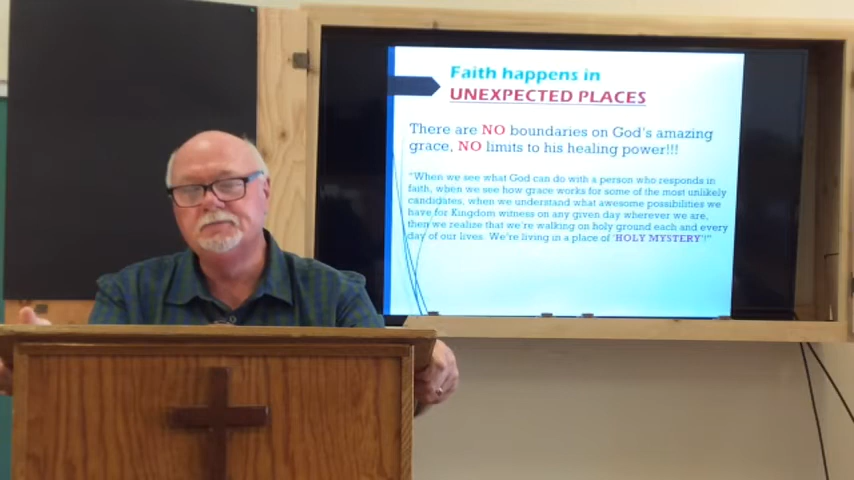 Faith happens in
UNEXPECTED PLACES
There are NO boundaries on God's amazing
grace, NO limits to his healing power!!!
"When we see what God can do with a person who responds in
faith, when we see how grace works for some of the most unlikely
candidates, when we understand what awesome possibilities we
have for Kingdom witness on any given day wherever we are,
then we realize that we're walking on holy ground each and every
day of our lives. We're living in a place of 'HOLY MYSTERY'!"